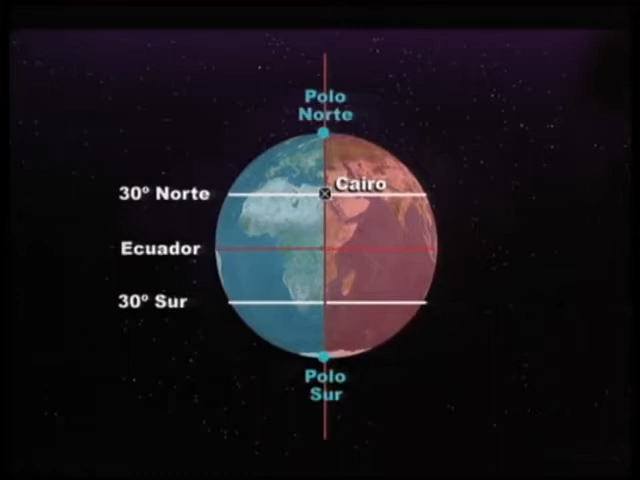 Polo
Norte
30º Norte
Cairo
Ecuador
30º Sur
Polo
Sur